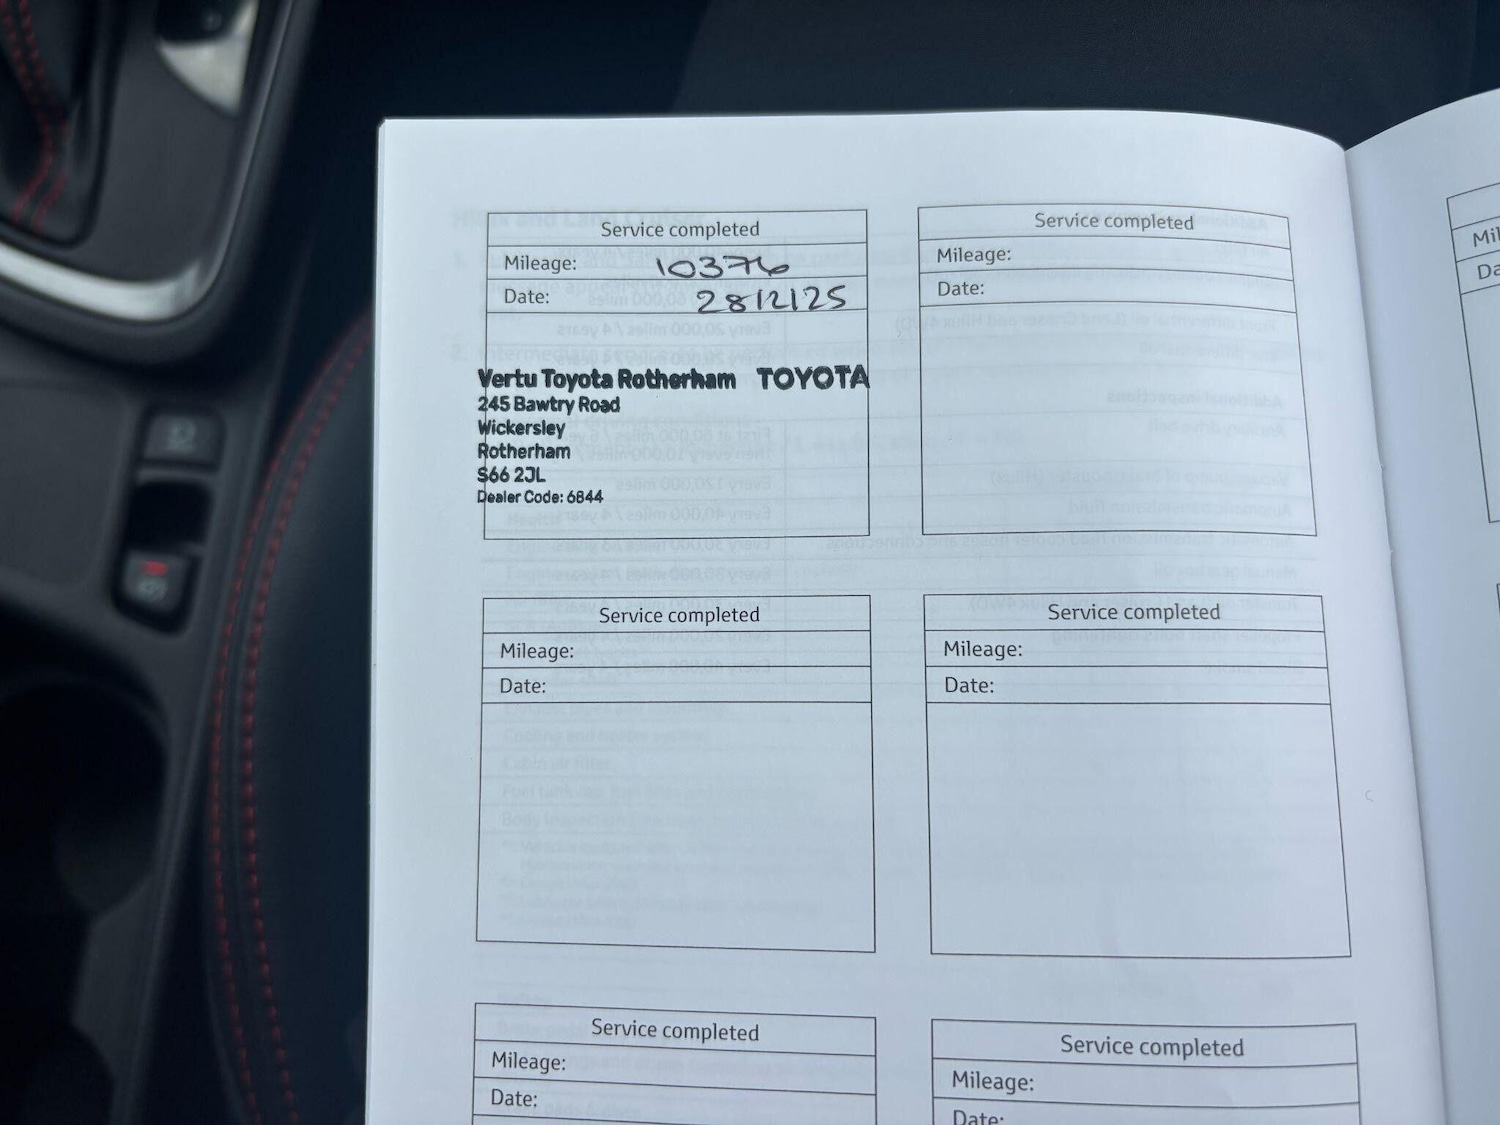 Service completed
Mileage: 10376
Date: 28/2/25
Vertu Toyota Rotherham TOYOTA
245 Bawtry Road
Wickersley
Rotherham
S66 2JL
Dealer Code: 6844
Service completed
Mileage:
Date:
Service completed
Mileage:
Date:
Service completed
Mileage:
Date:
Service completed
Mileage:
Date:
Service completed
Mileage:
Date:
Mil
Da